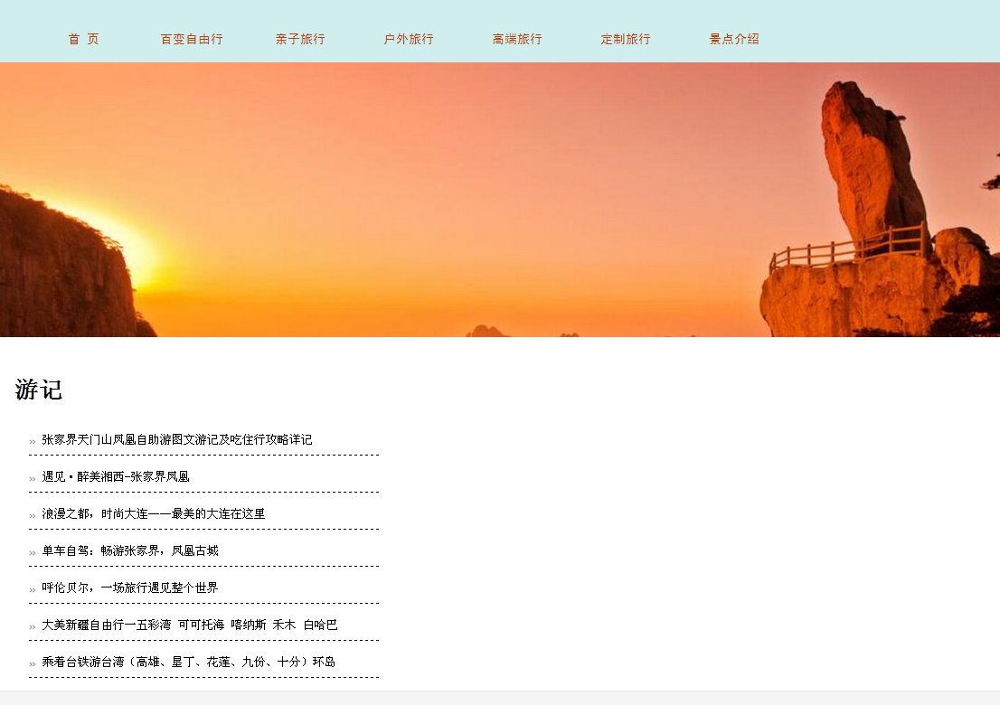 首 页 百变自由行 亲子旅行 户外旅行 高端旅行 定制旅行 景点介绍
游记
» 张家界天门山凤凰自助游图文游记及吃住行攻略详记
» 遇见·醉美湘西-张家界凤凰
» 浪漫之都，时尚大连——最美的大连在这里
» 单车自驾：畅游张家界，凤凰古城
» 呼伦贝尔，一场旅行遇见整个世界
» 大美新疆自由行一五彩湾 可可托海 喀纳斯 禾木 白哈巴
» 乘着台铁游台湾（高雄、垦丁、花莲、九份、十分）环岛